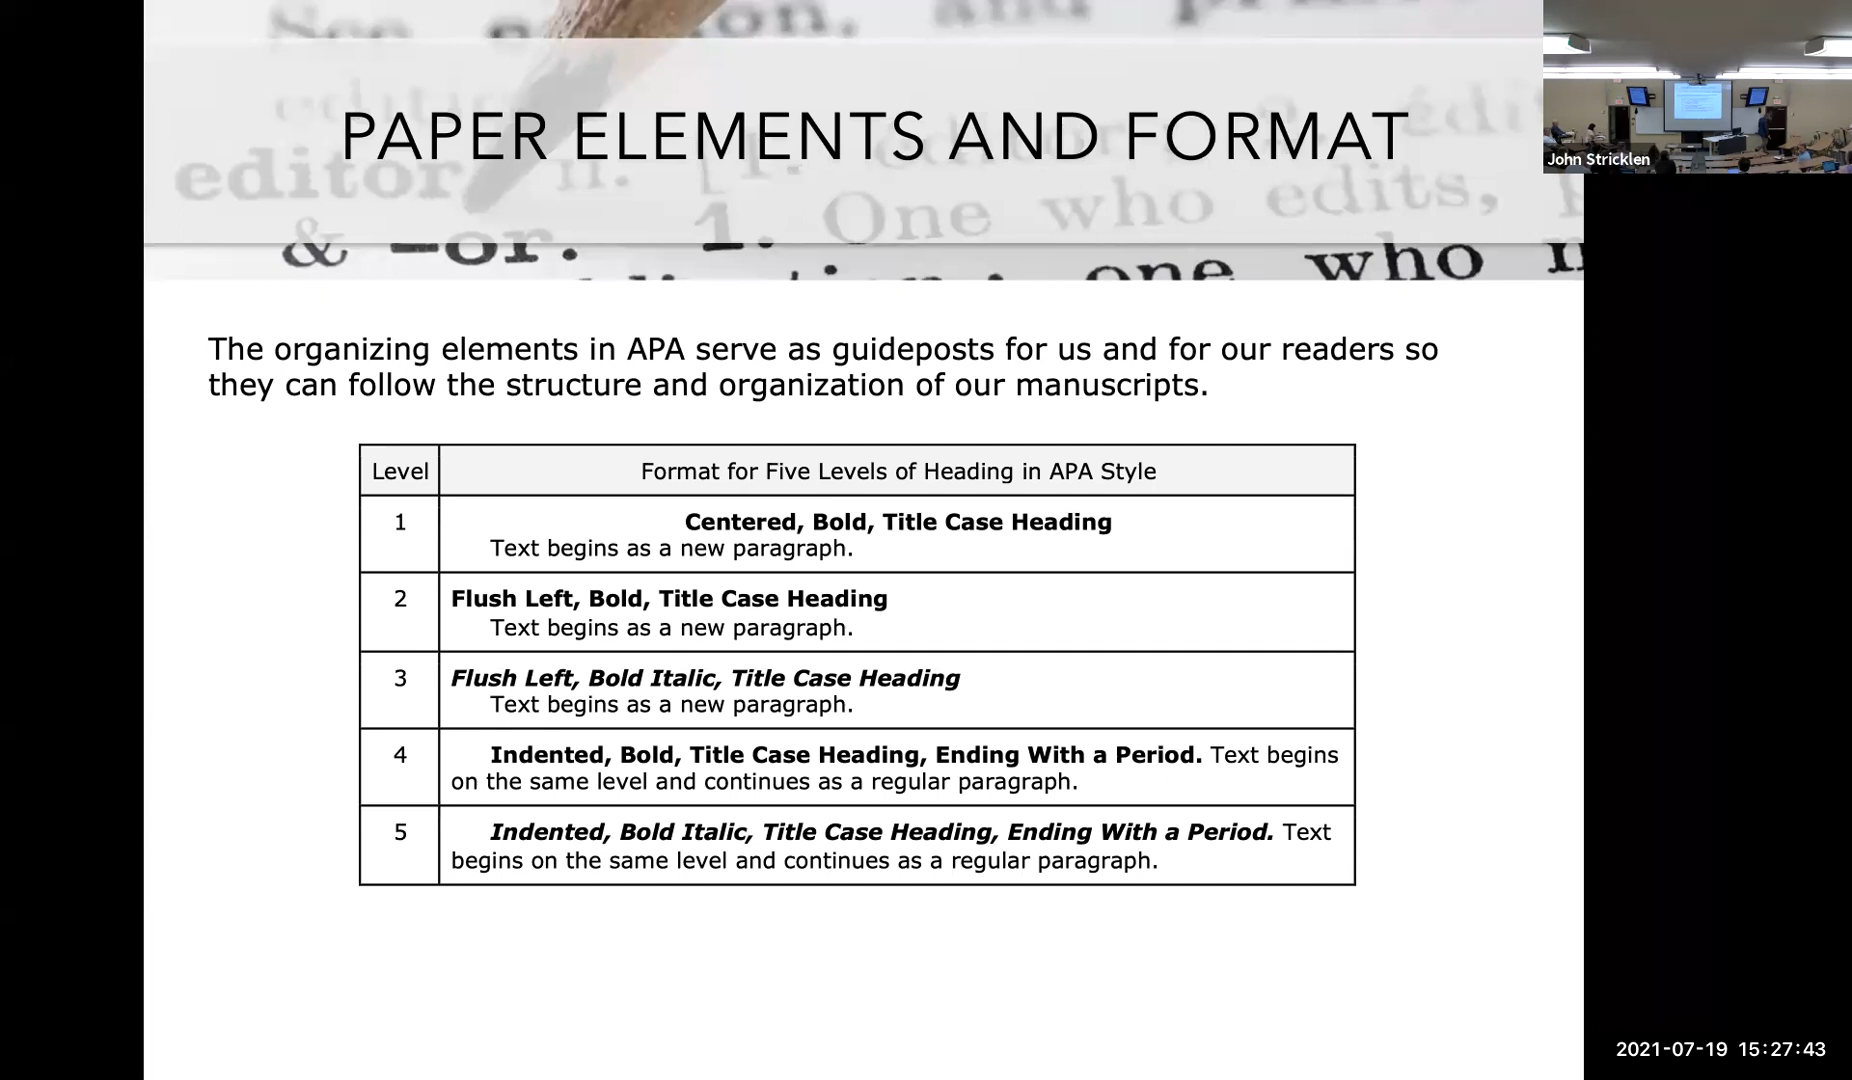 See
on, and
editor
PAPER ELEMENTS AND FORMAT
editor n. [1.
& -or. 1. One who edits,
one who
John Stricklen
The organizing elements in APA serve as guideposts for us and for our readers so
they can follow the structure and organization of our manuscripts.
Level Format for Five Levels of Heading in APA Style
1 Centered, Bold, Title Case Heading
Text begins as a new paragraph.
2 Flush Left, Bold, Title Case Heading
Text begins as a new paragraph.
3 Flush Left, Bold Italic, Title Case Heading
Text begins as a new paragraph.
4 Indented, Bold, Title Case Heading, Ending With a Period. Text begins
on the same level and continues as a regular paragraph.
5 Indented, Bold Italic, Title Case Heading, Ending With a Period. Text
begins on the same level and continues as a regular paragraph.
2021-07-19 15:27:43